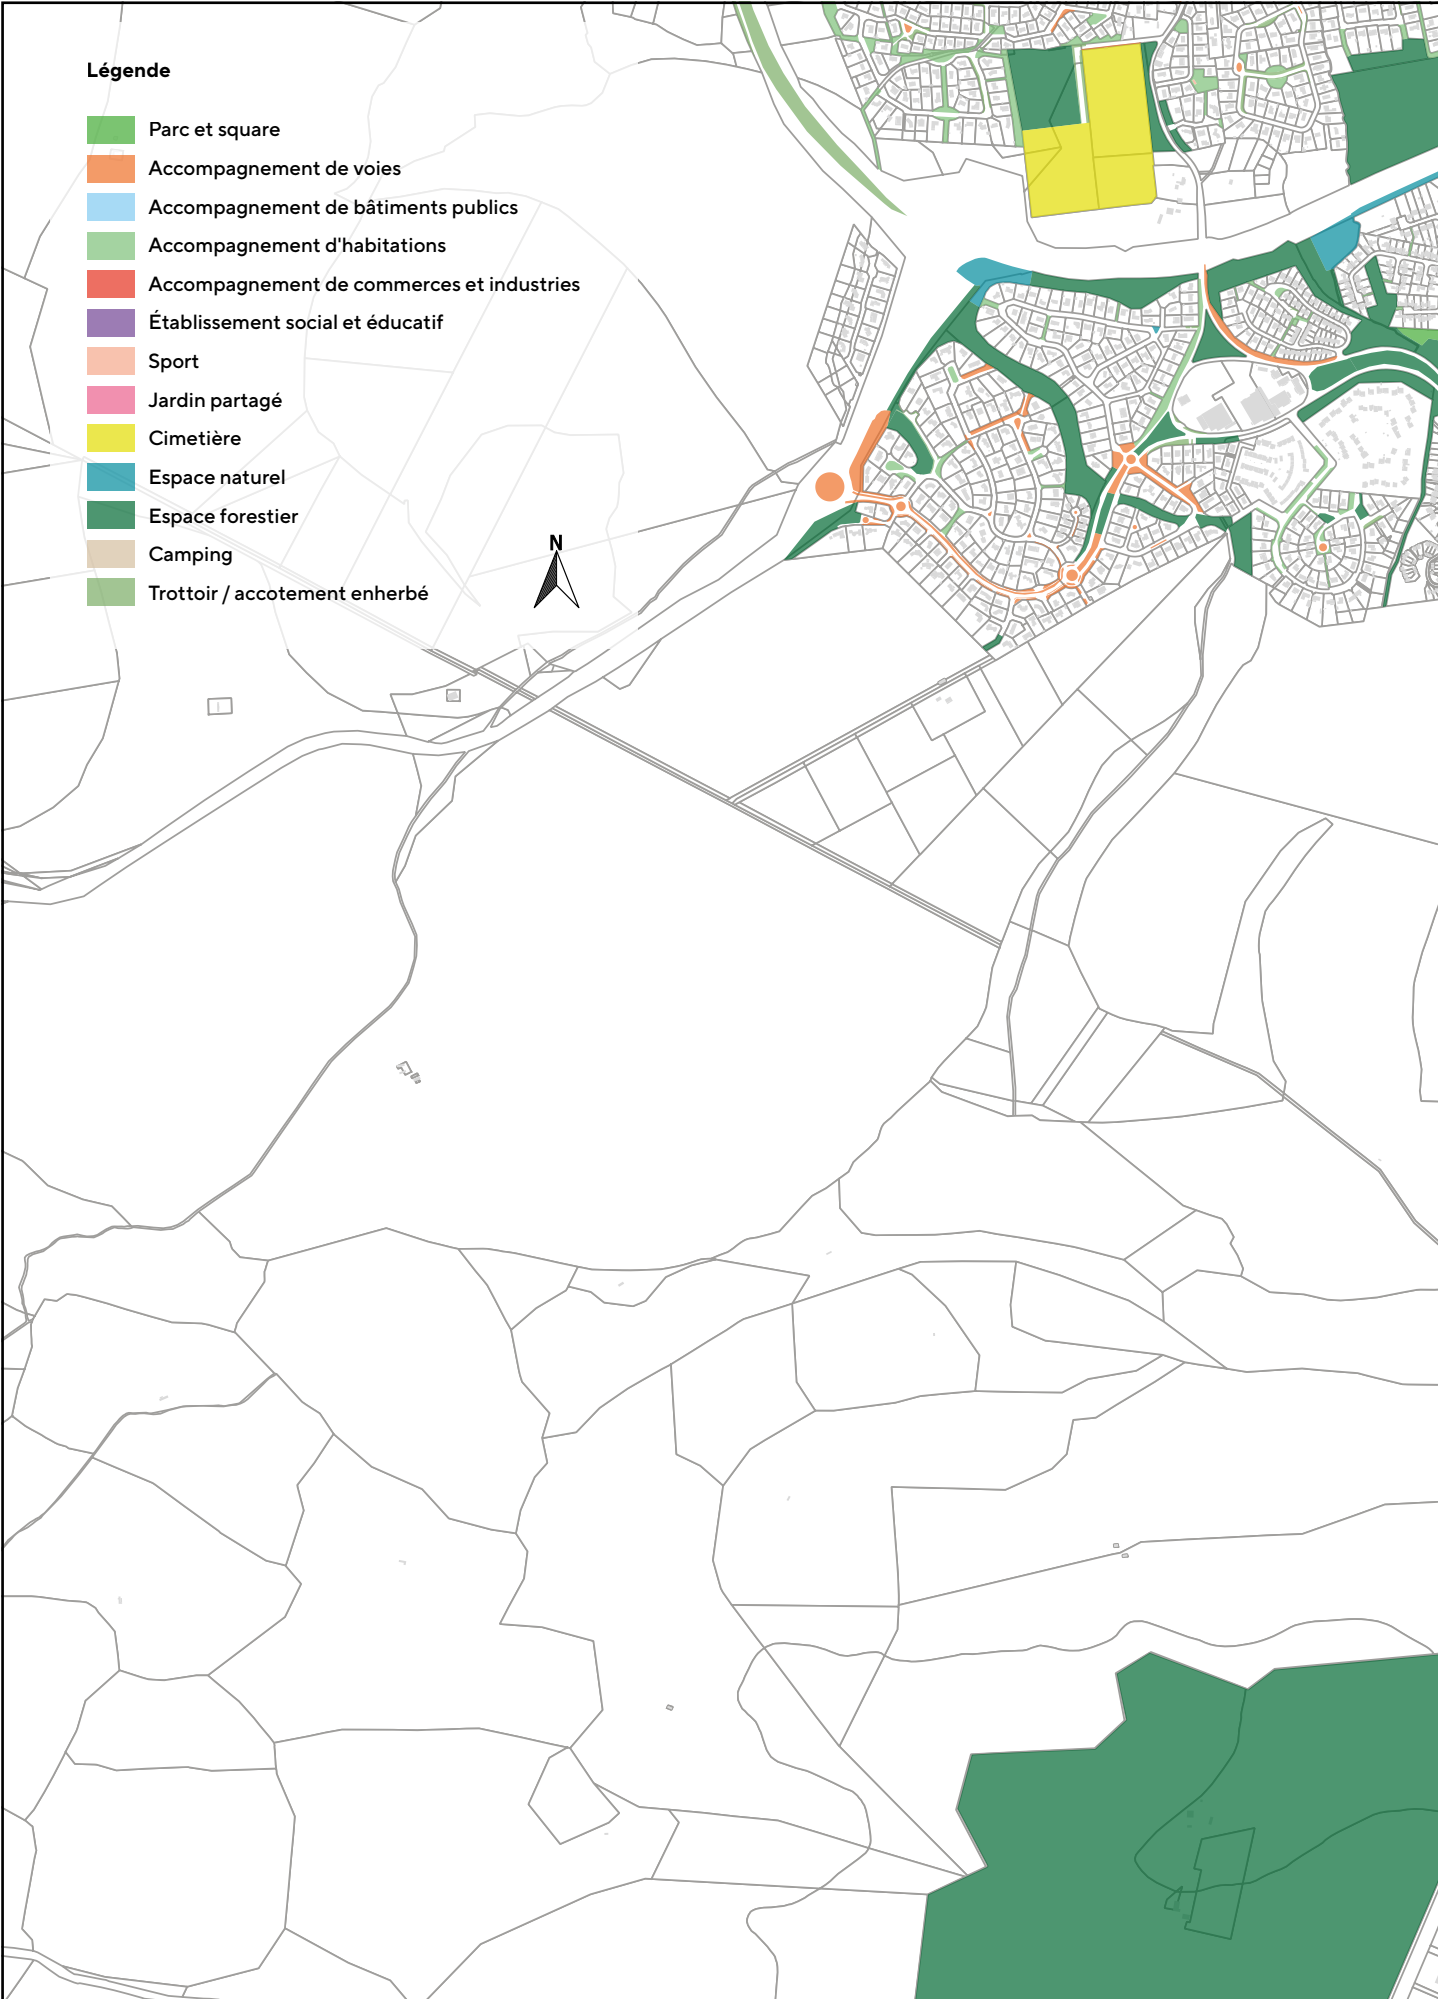 Légende
Parc et square
Accompagnement de voies
Accompagnement de bâtiments publics
Accompagnement d'habitations
Accompagnement de commerces et industries
Établissement social et éducatif
Sport
Jardin partagé
Cimetière
Espace naturel
Espace forestier
Camping
Trottoir / accotement enherbé
N